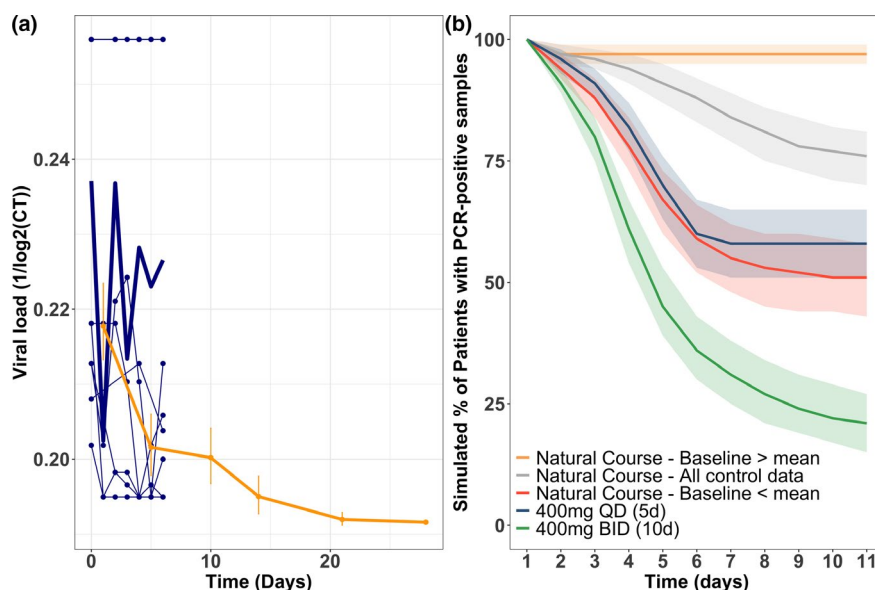 (a)
Viral load (1/log2(CT))
0.24
0.22
0.20
0
10
20
Time (Days)
(b)
Simulated % of Patients with PCR-positive samples
100
75
50
25
0
Natural Course - Baseline > mean
Natural Course - All control data
Natural Course - Baseline < mean
400mg QD (5d)
400mg BID (10d)
1 2 3 4 5 6 7 8 9 10 11
Time (days)